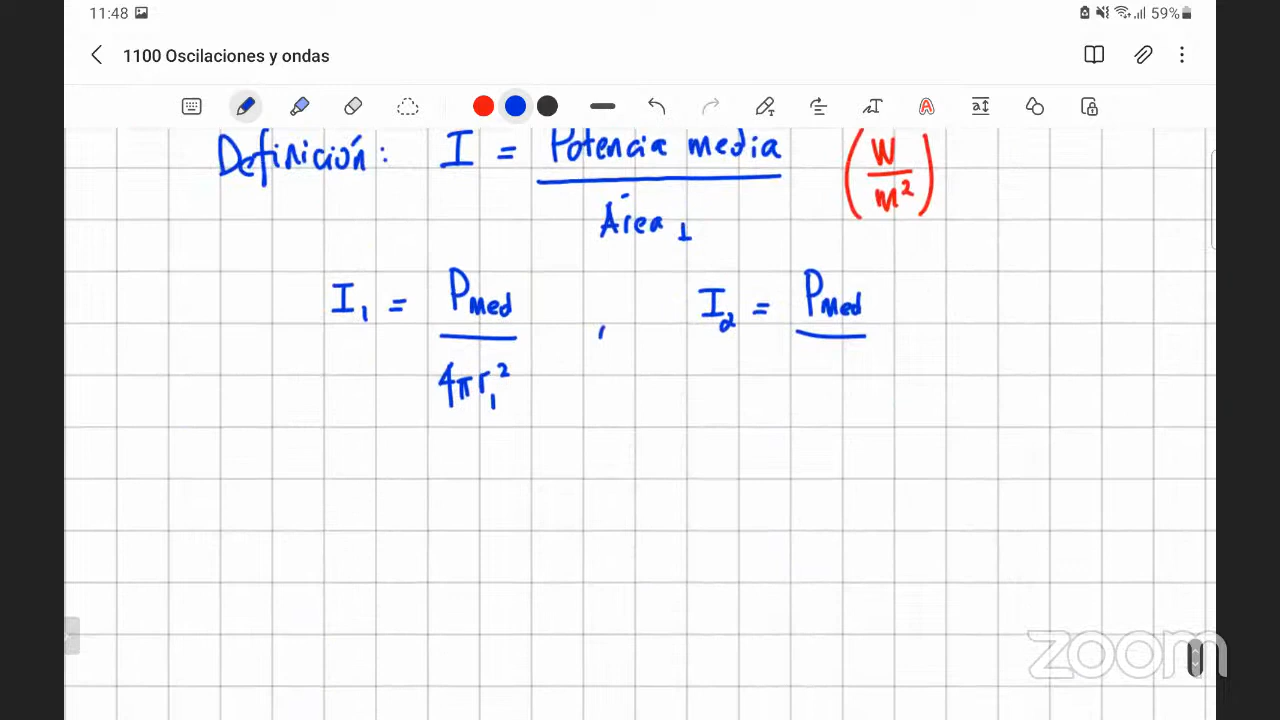 11:48 59%
1100 Oscilaciones y ondas
Definición: I = Potencia media / Área⊥ (W/m²)
I₁ = P_Med / 4πr₁² , I₂ = P_Med
zoom